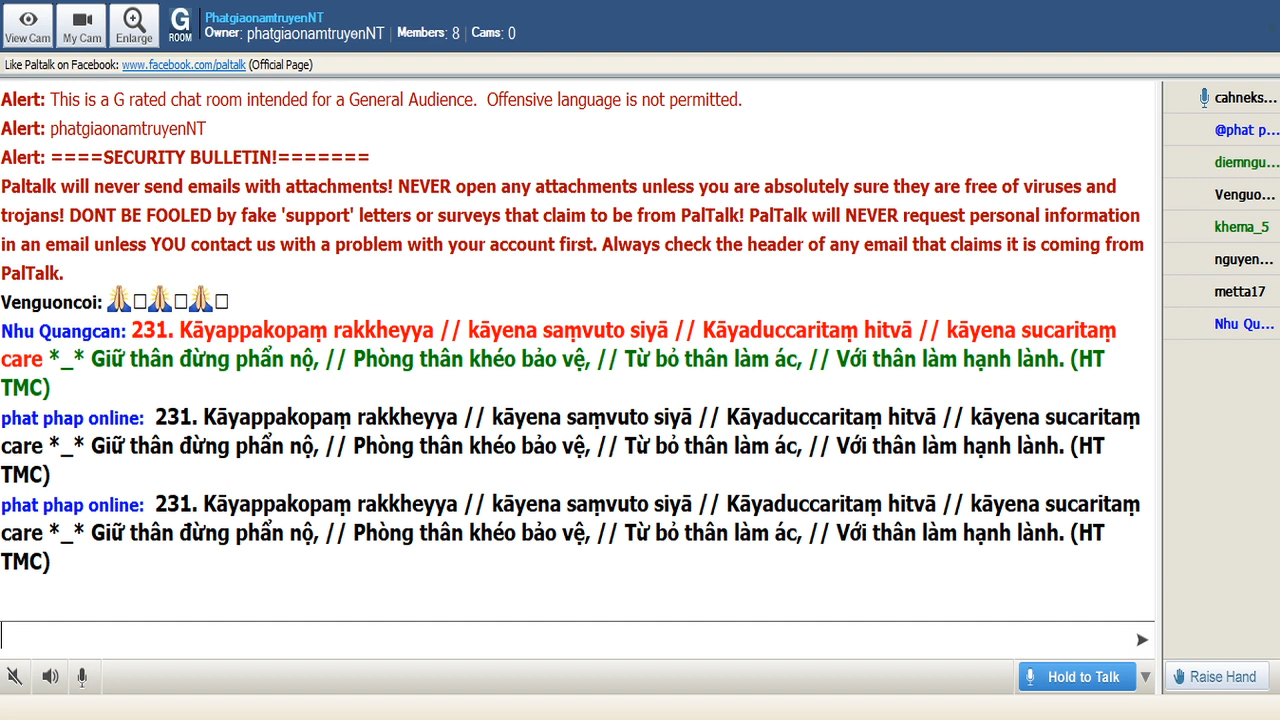 View Cam
My Cam
Enlarge
G
ROOM
PhatgiaonamtruyenNT
Owner: phatgiaonamtruyenNT | Members: 8 | Cams: 0
Like Paltalk on Facebook: www.facebook.com/paltalk (Official Page)
Alert: This is a G rated chat room intended for a General Audience.  Offensive language is not permitted.
Alert: phatgiaonamtruyenNT
Alert: ====SECURITY BULLETIN!=======
Paltalk will never send emails with attachments! NEVER open any attachments unless you are absolutely sure they are free of viruses and
trojans! DONT BE FOOLED by fake 'support' letters or surveys that claim to be from PalTalk! PalTalk will NEVER request personal information
in an email unless YOU contact us with a problem with your account first. Always check the header of any email that claims it is coming from
PalTalk.
Venguoncoi: 🙏□🙏□🙏□
Nhu Quangcan: 231. Kāyappakopaṃ rakkheyya // kāyena saṃvuto siyā // Kāyaduccaritaṃ hitvā // kāyena sucaritaṃ
care *_* Giữ thân đừng phẩn nộ, // Phòng thân khéo bảo vệ, // Từ bỏ thân làm ác, // Với thân làm hạnh lành. (HT
TMC)
phat phap online:  231. Kāyappakopaṃ rakkheyya // kāyena saṃvuto siyā // Kāyaduccaritaṃ hitvā // kāyena sucaritaṃ
care *_* Giữ thân đừng phẩn nộ, // Phòng thân khéo bảo vệ, // Từ bỏ thân làm ác, // Với thân làm hạnh lành. (HT
TMC)
phat phap online:  231. Kāyappakopaṃ rakkheyya // kāyena saṃvuto siyā // Kāyaduccaritaṃ hitvā // kāyena sucaritaṃ
care *_* Giữ thân đừng phẩn nộ, // Phòng thân khéo bảo vệ, // Từ bỏ thân làm ác, // Với thân làm hạnh lành. (HT
TMC)
cahneks...
@phat p...
diemngu...
Venguo...
khema_5
nguyen...
metta17
Nhu Qu...
Hold to Talk
Raise Hand